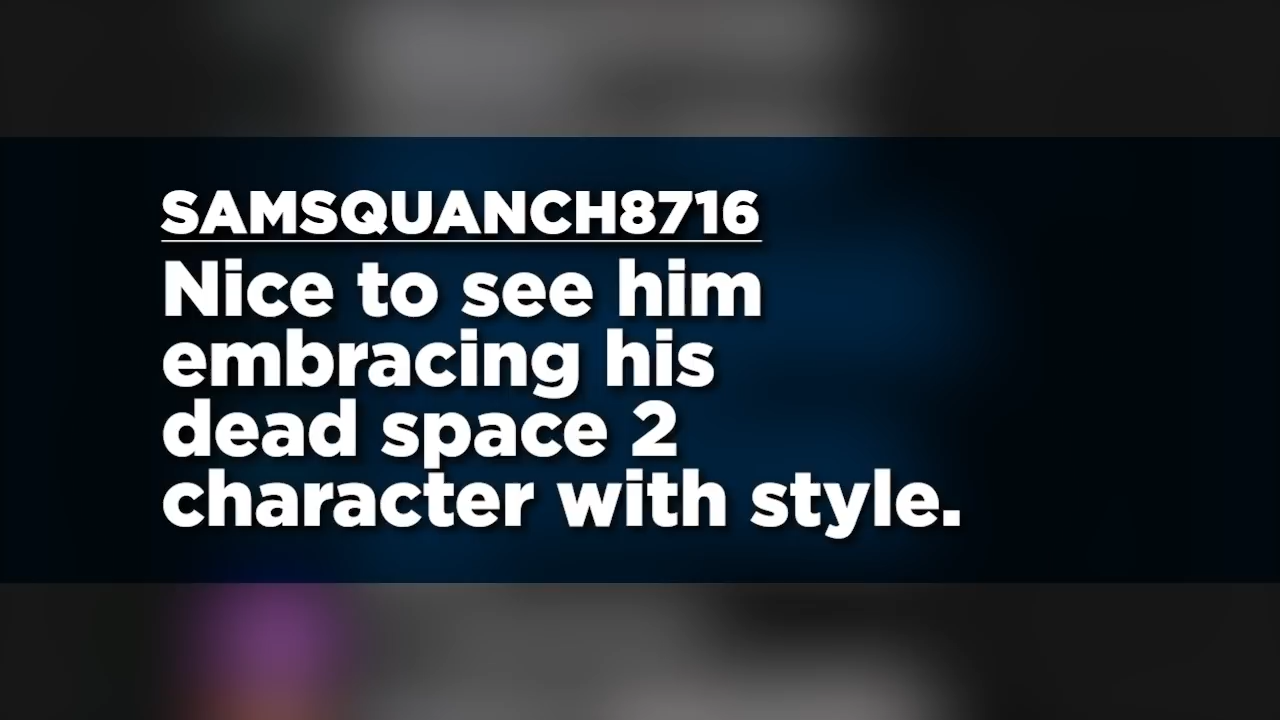 SAMSQUANCH8716
Nice to see him
embracing his
dead space 2
character with style.